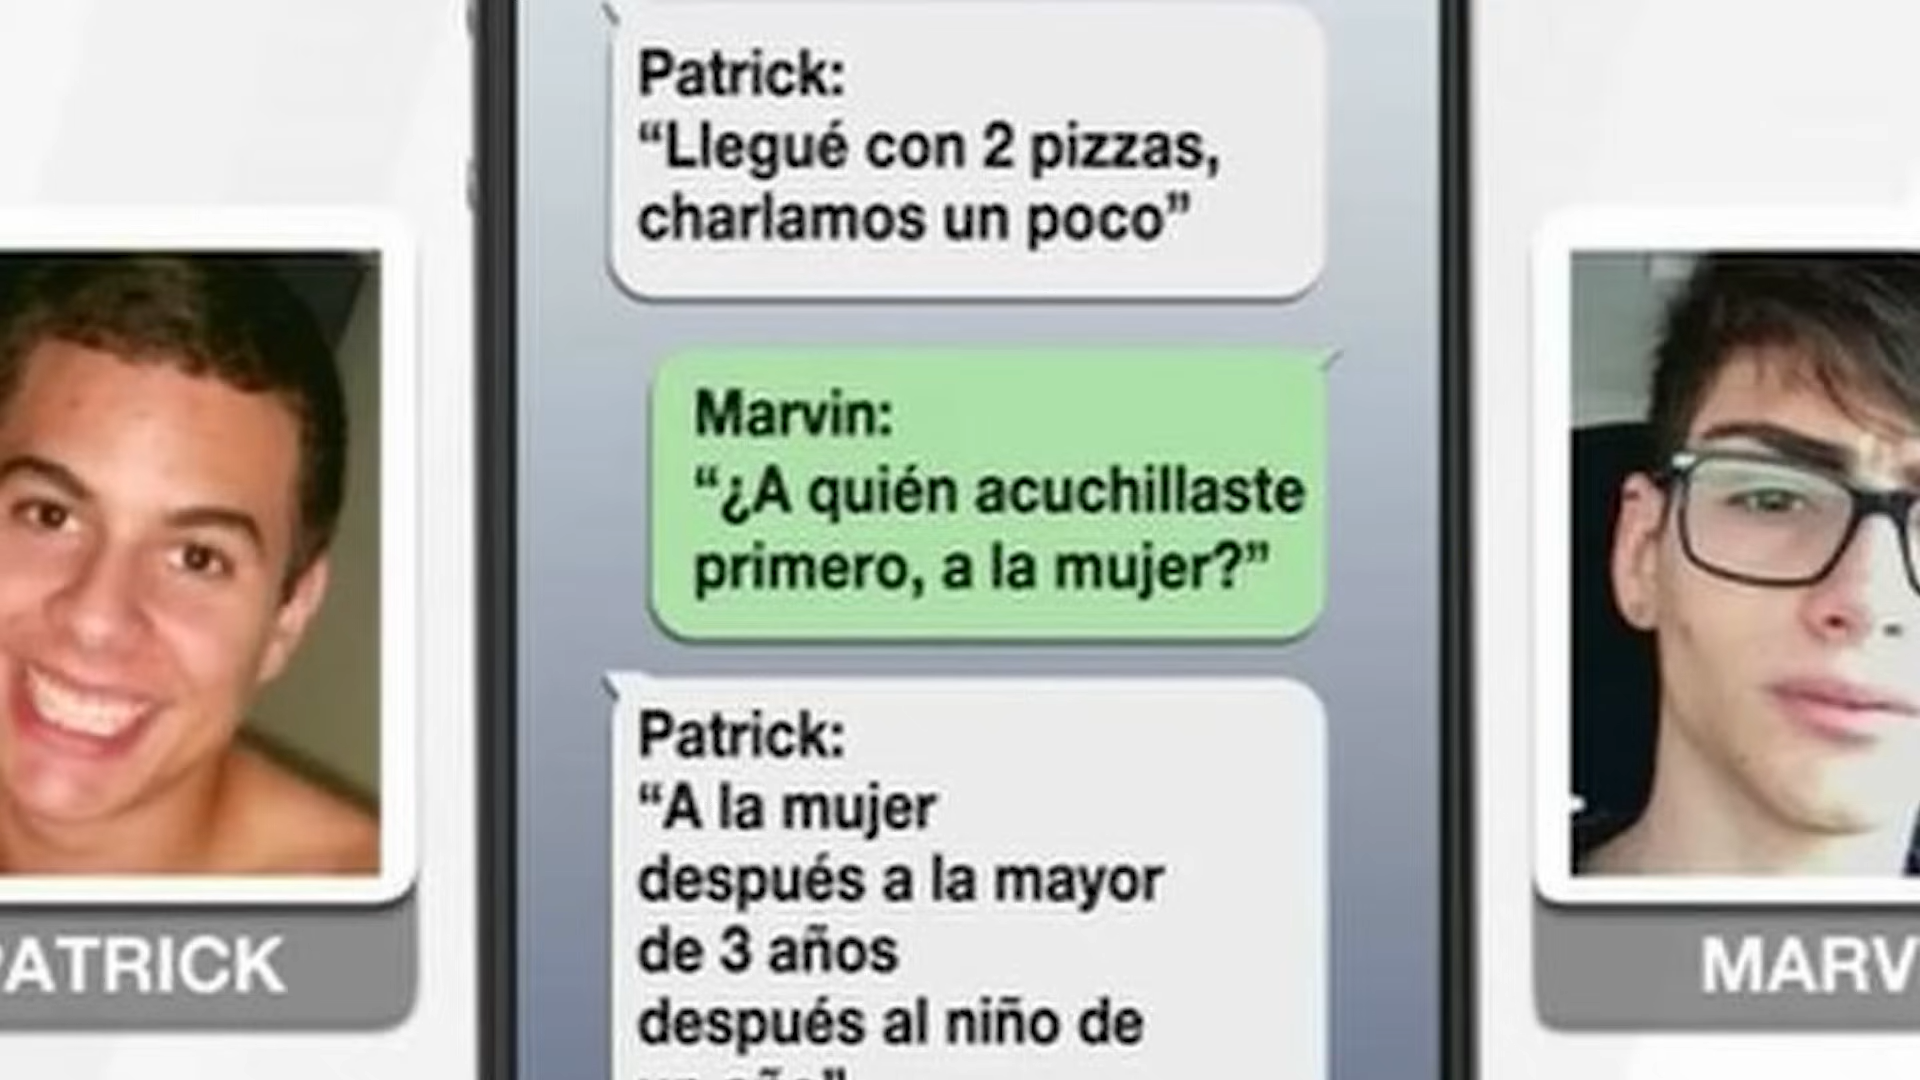 Patrick:
“Llegué con 2 pizzas,
charlamos un poco”
Marvin:
“¿A quién acuchillaste
primero, a la mujer?”
Patrick:
“A la mujer
después a la mayor
de 3 años
después al niño de
PATRICK
MARV